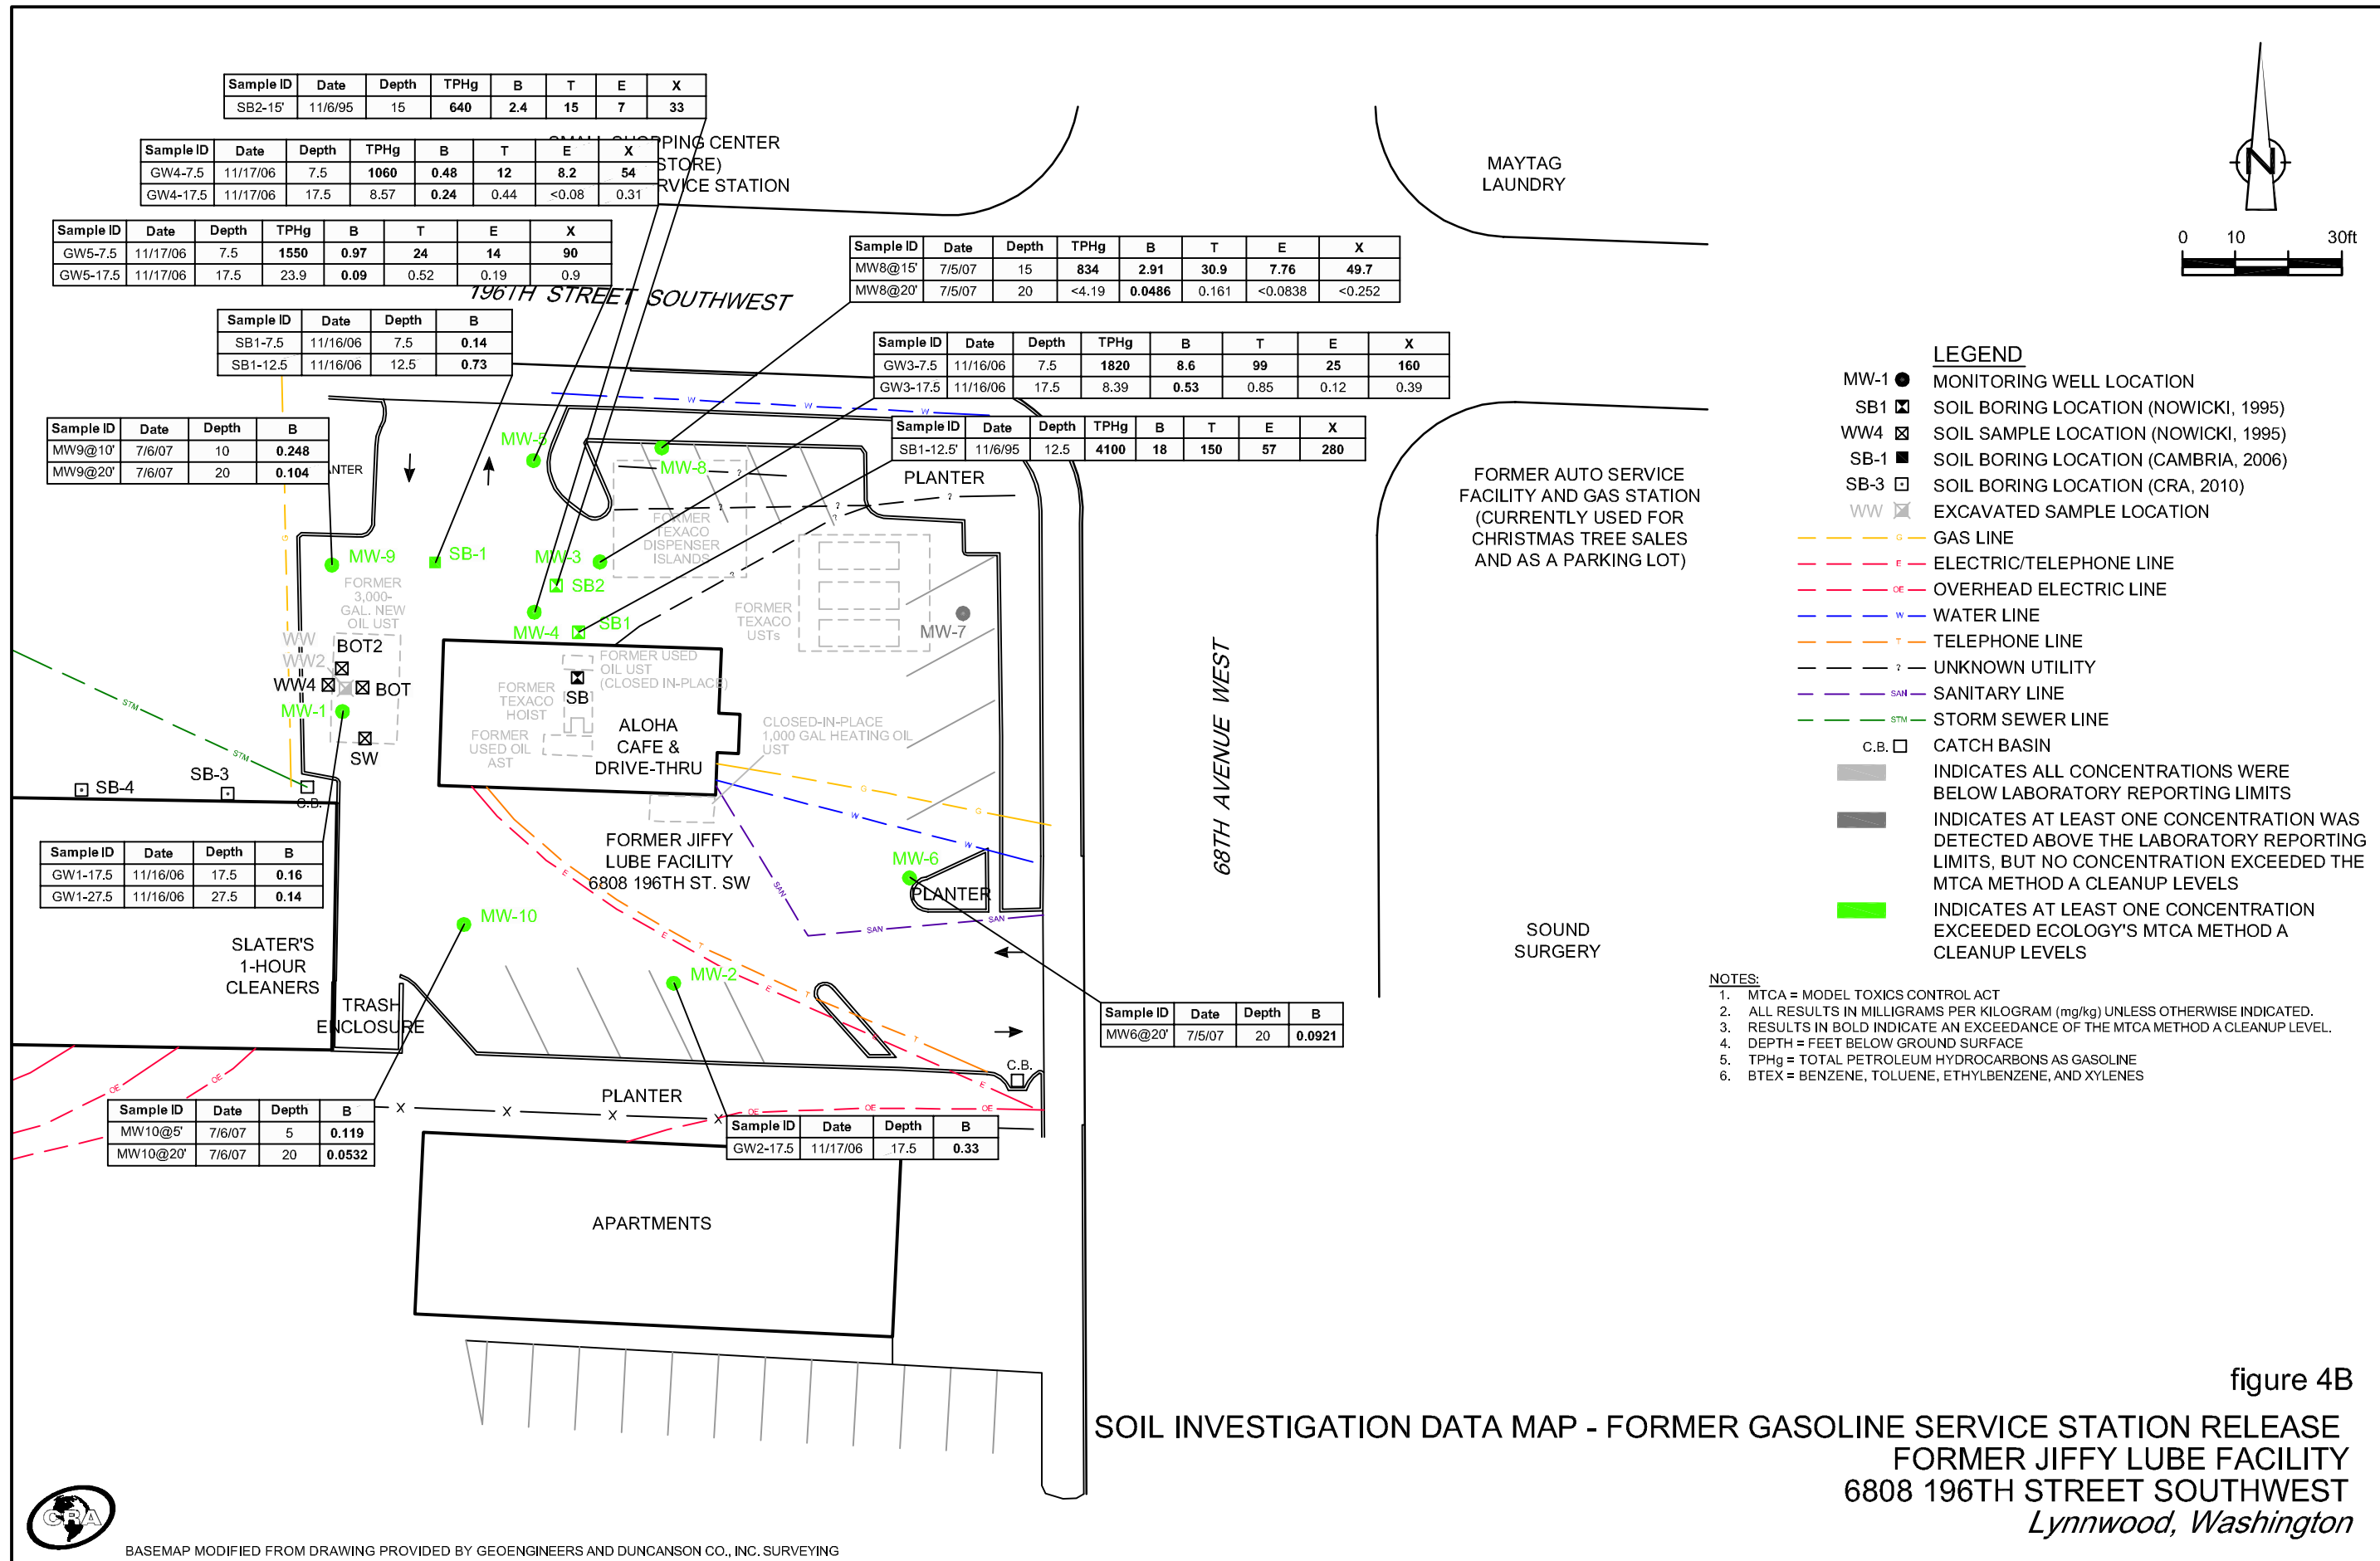 Sample ID Date Depth TPHg B T E X
SB2-15' 11/6/95 15 640 2.4 15 7 33
SMALL SHOPPING CENTER
STORE)
RVICE STATION
Sample ID Date Depth TPHg B T E X
GW4-7.5 11/17/06 7.5 1060 0.48 12 8.2 54
GW4-17.5 11/17/06 17.5 8.57 0.24 0.44 <0.08 0.31
Sample ID Date Depth TPHg B T E X
GW5-7.5 11/17/06 7.5 1550 0.97 24 14 90
GW5-17.5 11/17/06 17.5 23.9 0.09 0.52 0.19 0.9
196TH STREET SOUTHWEST
Sample ID Date Depth TPHg B T E X
MW8@15' 7/5/07 15 834 2.91 30.9 7.76 49.7
MW8@20' 7/5/07 20 <4.19 0.0486 0.161 <0.0838 <0.252
Sample ID Date Depth B
SB1-7.5 11/16/06 7.5 0.14
SB1-12.5 11/16/06 12.5 0.73
Sample ID Date Depth TPHg B T E X
GW3-7.5 11/16/06 7.5 1820 8.6 99 25 160
GW3-17.5 11/16/06 17.5 8.39 0.53 0.85 0.12 0.39
Sample ID Date Depth B
MW9@10' 7/6/07 10 0.248
MW9@20' 7/6/07 20 0.104
Sample ID Date Depth TPHg B T E X
SB1-12.5' 11/6/95 12.5 4100 18 150 57 280
MAYTAG
LAUNDRY
N
0 10 30ft
W W W
NTER
MW-5
MW-8
?
PLANTER
? ? ? ?
G
FORMER
TEXACO
DISPENSER
ISLANDS
FORMER AUTO SERVICE
FACILITY AND GAS STATION
(CURRENTLY USED FOR
CHRISTMAS TREE SALES
AND AS A PARKING LOT)
MW-9
SB-1
MW-3
SB2
MW-4
SB1
FORMER
3,000-
GAL. NEW
OIL UST
FORMER
TEXACO
USTs
MW-7
WW
WW2
BOT2
WW4
BOT
MW-1
SW
FORMER USED
OIL UST
(CLOSED IN-PLACE)
SB
FORMER
TEXACO
HOIST
FORMER
USED OIL
AST
ALOHA
CAFE &
DRIVE-THRU
CLOSED-IN-PLACE
1,000 GAL HEATING OIL
UST
68TH AVENUE WEST
STM STM
SB-4
SB-3
C.B.
G G
W W
SAN SAN SAN
E E E E E
T T T T
FORMER JIFFY
LUBE FACILITY
6808 196TH ST. SW
MW-6
PLANTER
Sample ID Date Depth B
GW1-17.5 11/16/06 17.5 0.16
GW1-27.5 11/16/06 27.5 0.14
MW-10
MW-2
SLATER'S
1-HOUR
CLEANERS
TRASH
ENCLOSURE
SOUND
SURGERY
Sample ID Date Depth B
MW6@20' 7/5/07 20 0.0921
C.B.
OE OE
PLANTER
X X X X
OE OE OE
Sample ID Date Depth B
MW10@5' 7/6/07 5 0.119
MW10@20' 7/6/07 20 0.0532
Sample ID Date Depth B
GW2-17.5 11/17/06 17.5 0.33
APARTMENTS
LEGEND
MW-1 MONITORING WELL LOCATION
SB1 SOIL BORING LOCATION (NOWICKI, 1995)
WW4 SOIL SAMPLE LOCATION (NOWICKI, 1995)
SB-1 SOIL BORING LOCATION (CAMBRIA, 2006)
SB-3 SOIL BORING LOCATION (CRA, 2010)
WW EXCAVATED SAMPLE LOCATION
G GAS LINE
E ELECTRIC/TELEPHONE LINE
OE OVERHEAD ELECTRIC LINE
W WATER LINE
T TELEPHONE LINE
? UNKNOWN UTILITY
SAN SANITARY LINE
STM STORM SEWER LINE
C.B. CATCH BASIN
INDICATES ALL CONCENTRATIONS WERE
BELOW LABORATORY REPORTING LIMITS
INDICATES AT LEAST ONE CONCENTRATION WAS
DETECTED ABOVE THE LABORATORY REPORTING
LIMITS, BUT NO CONCENTRATION EXCEEDED THE
MTCA METHOD A CLEANUP LEVELS
INDICATES AT LEAST ONE CONCENTRATION
EXCEEDED ECOLOGY'S MTCA METHOD A
CLEANUP LEVELS
NOTES:
1. MTCA = MODEL TOXICS CONTROL ACT
2. ALL RESULTS IN MILLIGRAMS PER KILOGRAM (mg/kg) UNLESS OTHERWISE INDICATED.
3. RESULTS IN BOLD INDICATE AN EXCEEDANCE OF THE MTCA METHOD A CLEANUP LEVEL.
4. DEPTH = FEET BELOW GROUND SURFACE
5. TPHg = TOTAL PETROLEUM HYDROCARBONS AS GASOLINE
6. BTEX = BENZENE, TOLUENE, ETHYLBENZENE, AND XYLENES
figure 4B
SOIL INVESTIGATION DATA MAP - FORMER GASOLINE SERVICE STATION RELEASE
FORMER JIFFY LUBE FACILITY
6808 196TH STREET SOUTHWEST
Lynnwood, Washington
CRA
BASEMAP MODIFIED FROM DRAWING PROVIDED BY GEOENGINEERS AND DUNCANSON CO., INC. SURVEYING